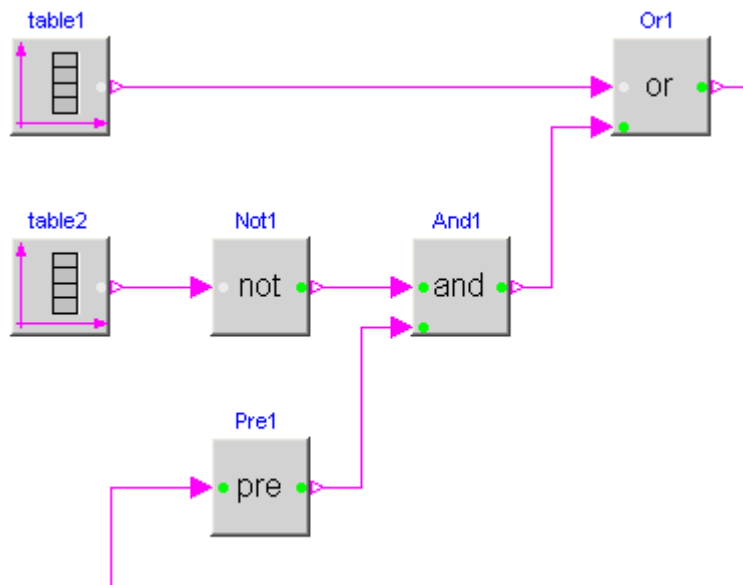 table1
Or1
or
table2
Not1
And1
not
and
Pre1
pre